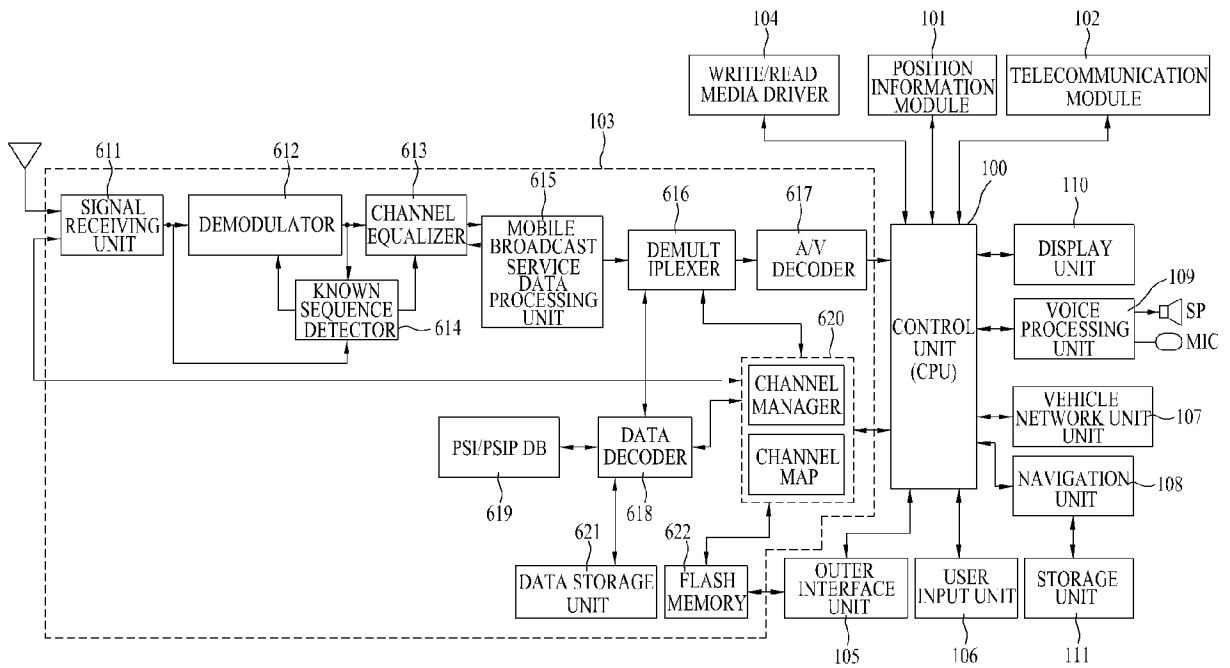 104
101
102
WRITE/READ
MEDIA DRIVER
POSITION
INFORMATION
MODULE
TELECOMMUNICATION
MODULE
103
611
612
613
615
616
617
100
110
SIGNAL
RECEIVING
UNIT
DEMODULATOR
CHANNEL
EQUALIZER
MOBILE
BROADCAST
SERVICE
DATA
PROCESSING
UNIT
DEMULT
IPLEXER
A/V
DECODER
DISPLAY
UNIT
KNOWN
SEQUENCE
DETECTOR
614
CONTROL
UNIT
(CPU)
109
VOICE
PROCESSING
UNIT
SP
MIC
620
CHANNEL
MANAGER
CHANNEL
MAP
VEHICLE
NETWORK UNIT
UNIT
107
PSI/PSIP DB
619
DATA
DECODER
618
NAVIGATION
UNIT
108
621
622
DATA STORAGE
UNIT
FLASH
MEMORY
OUTER
INTERFACE
UNIT
105
USER
INPUT UNIT
106
STORAGE
UNIT
111